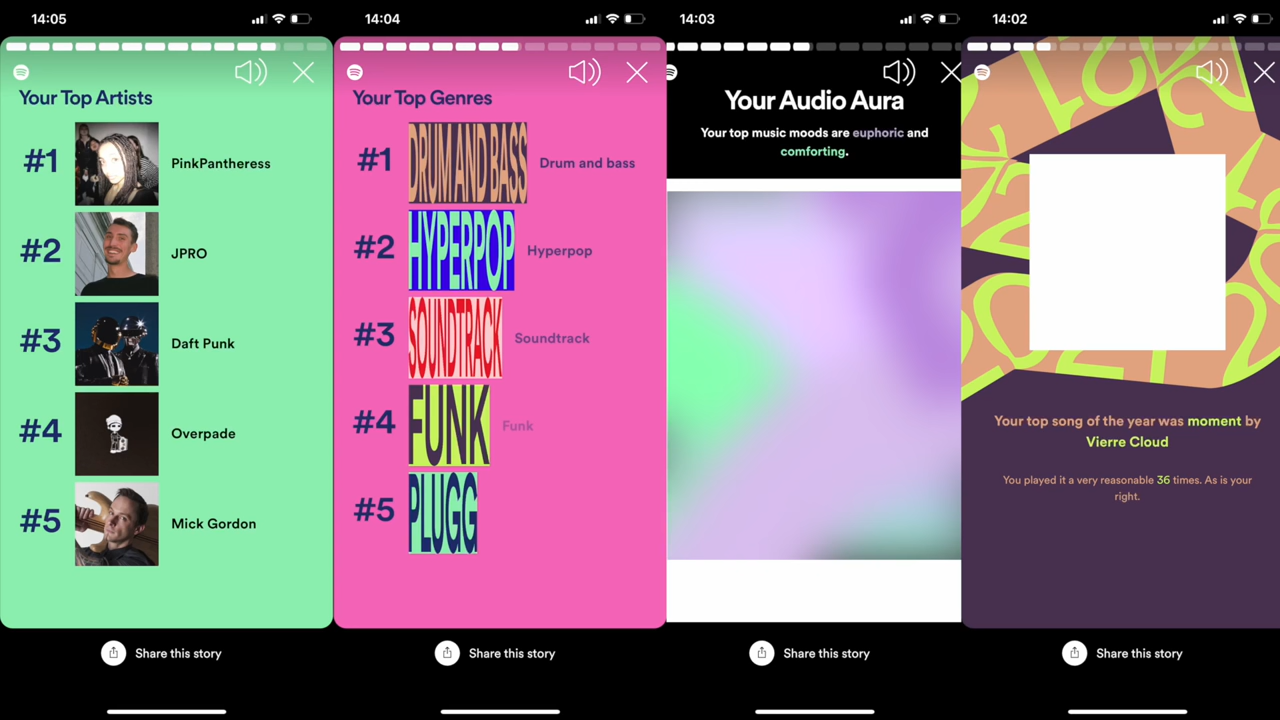 14:05
Your Top Artists
#1
PinkPantheress
#2
JPRO
#3
Daft Punk
#4
Overpade
#5
Mick Gordon
Share this story
14:04
Your Top Genres
#1
DRUM AND BASS
Drum and bass
#2
HYPERPOP
Hyperpop
#3
SOUNDTRACK
Soundtrack
#4
FUNK
Funk
#5
PLUGG
Share this story
14:03
Your Audio Aura
Your top music moods are euphoric and
comforting.
Share this story
14:02
Your top song of the year was moment by
Vierre Cloud
You played it a very reasonable 36 times. As is your
right.
Share this story